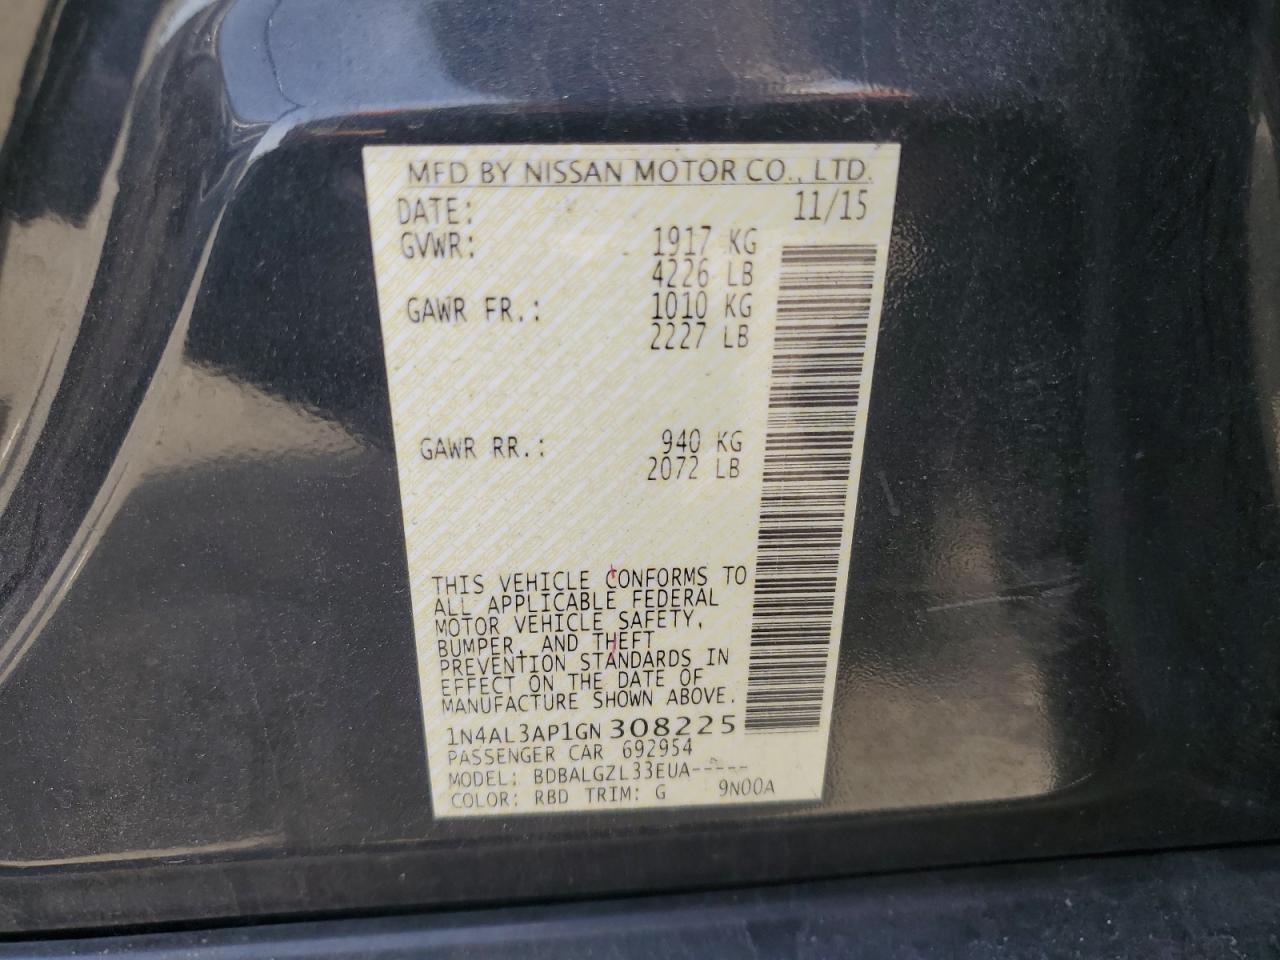 MFD BY NISSAN MOTOR CO., LTD.
DATE: 11/15
GVWR: 1917 KG
4226 LB
GAWR FR.: 1010 KG
2227 LB
GAWR RR.: 940 KG
2072 LB
THIS VEHICLE CONFORMS TO
ALL APPLICABLE FEDERAL
MOTOR VEHICLE SAFETY,
BUMPER, AND THEFT
PREVENTION STANDARDS IN
EFFECT ON THE DATE OF
MANUFACTURE SHOWN ABOVE.
1N4AL3AP1GN308225
PASSENGER CAR 692954
MODEL: BDBALGZL33EUA-----
COLOR: RBD TRIM: G 9N00A